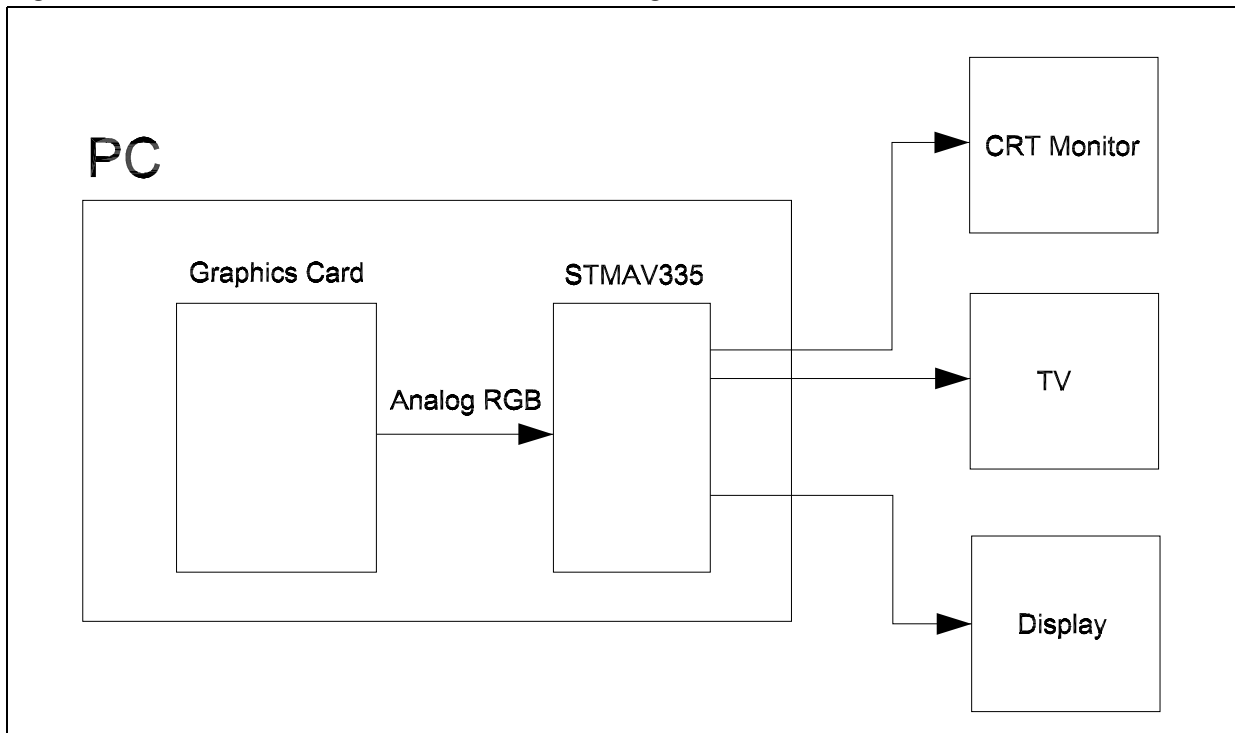 PC
Graphics Card
STMAV335
Analog RGB
CRT Monitor
TV
Display